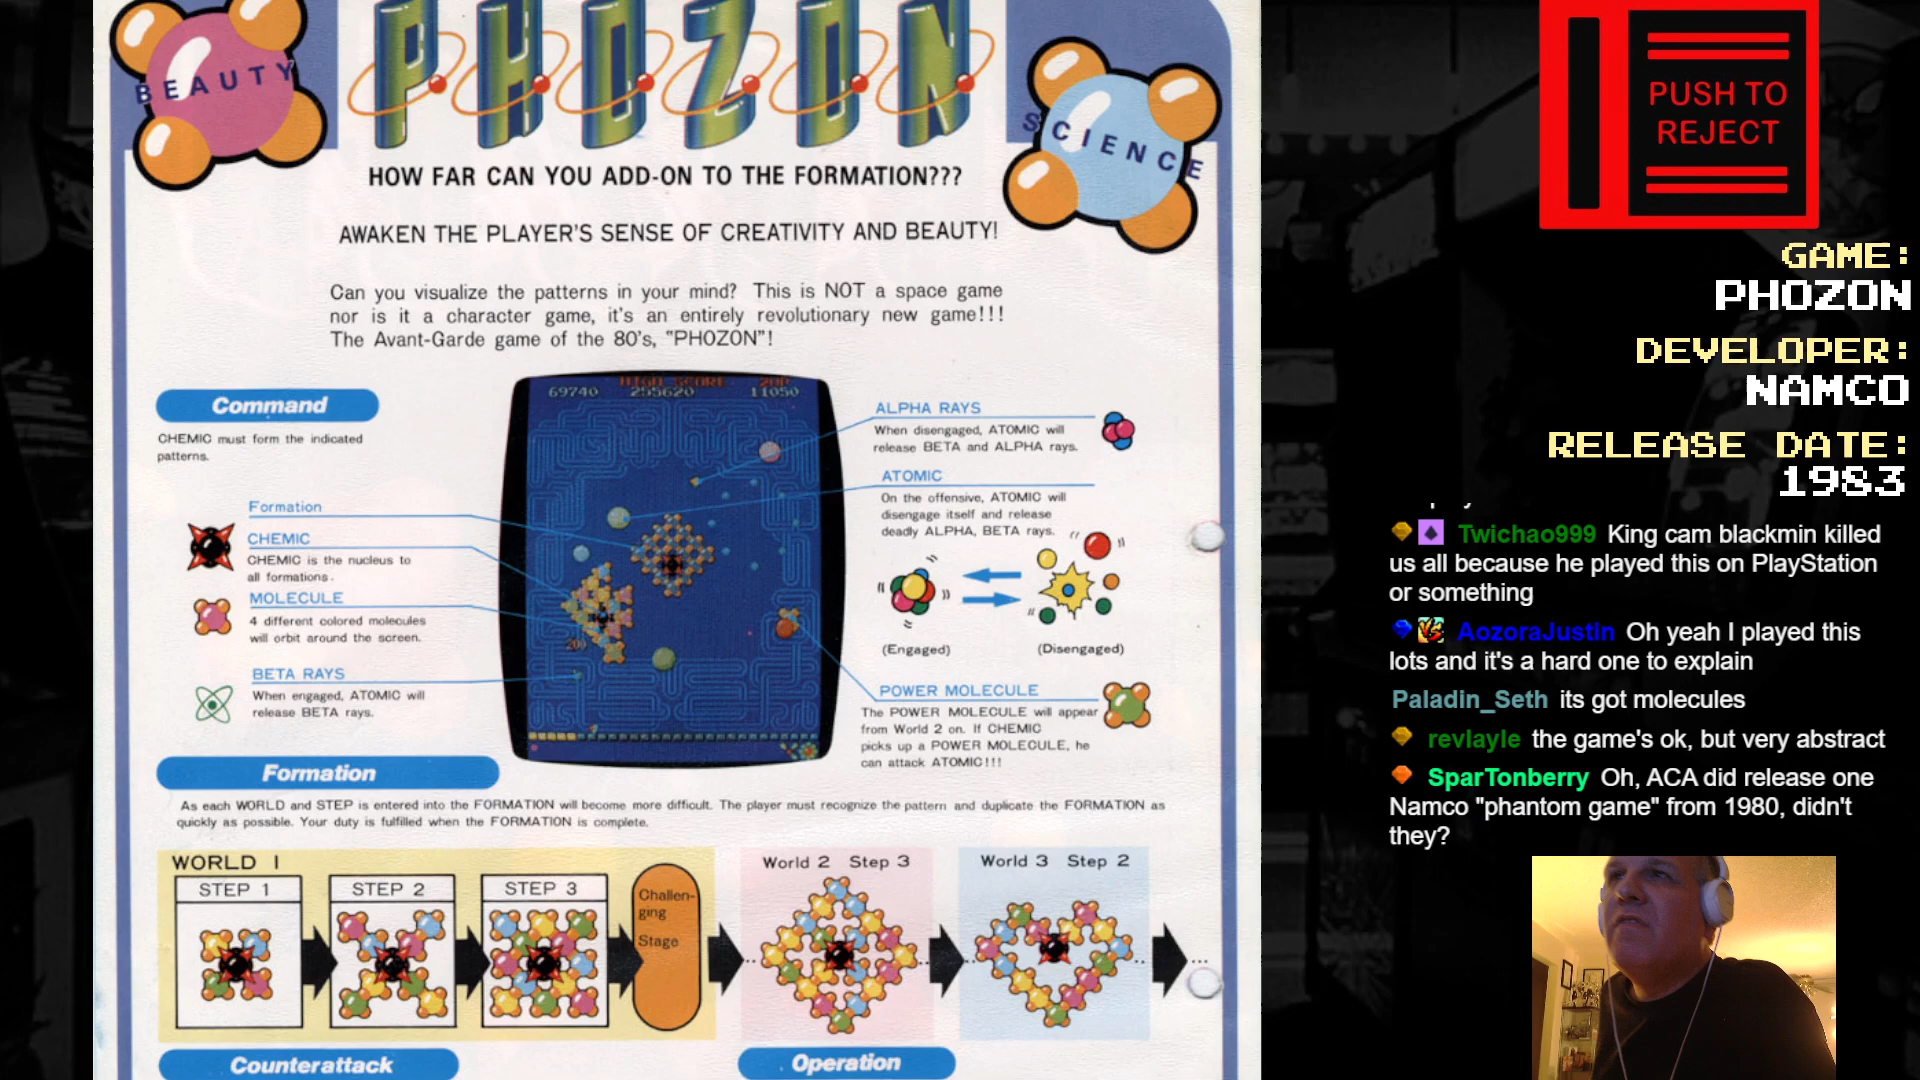 BEAUTY
PHOZON
SCIENCE
HOW FAR CAN YOU ADD-ON TO THE FORMATION???
AWAKEN THE PLAYER'S SENSE OF CREATIVITY AND BEAUTY!
Can you visualize the patterns in your mind? This is NOT a space game
nor is it a character game, it's an entirely revolutionary new game!!!
The Avant-Garde game of the 80's, "PHOZON"!
Command
CHEMIC must form the indicated
patterns.
Formation
CHEMIC
CHEMIC is the nucleus to
all formations.
MOLECULE
4 different colored molecules
will orbit around the screen.
BETA RAYS
When engaged, ATOMIC will
release BETA rays.
HIGH SCORE 2UP
69740 255620 11050
200
ALPHA RAYS
When disengaged, ATOMIC will
release BETA and ALPHA rays.
ATOMIC
On the offensive, ATOMIC will
disengage itself and release
deadly ALPHA, BETA rays.
(Engaged)
(Disengaged)
POWER MOLECULE
The POWER MOLECULE will appear
from World 2 on. If CHEMIC
picks up a POWER MOLECULE, he
can attack ATOMIC!!!
Formation
As each WORLD and STEP is entered into the FORMATION will become more difficult. The player must recognize the pattern and duplicate the FORMATION as
quickly as possible. Your duty is fulfilled when the FORMATION is complete.
WORLD 1
STEP 1
STEP 2
STEP 3
Challen-
ging
Stage
World 2 Step 3
World 3 Step 2
Counterattack
Operation
PUSH TO
REJECT
GAME:
PHOZON
DEVELOPER:
NAMCO
RELEASE DATE:
1983
Twichao999 King cam blackmin killed
us all because he played this on PlayStation
or something
AozoraJustin Oh yeah I played this
lots and it's a hard one to explain
Paladin_Seth its got molecules
revlayle the game's ok, but very abstract
SparTonberry Oh, ACA did release one
Namco "phantom game" from 1980, didn't
they?